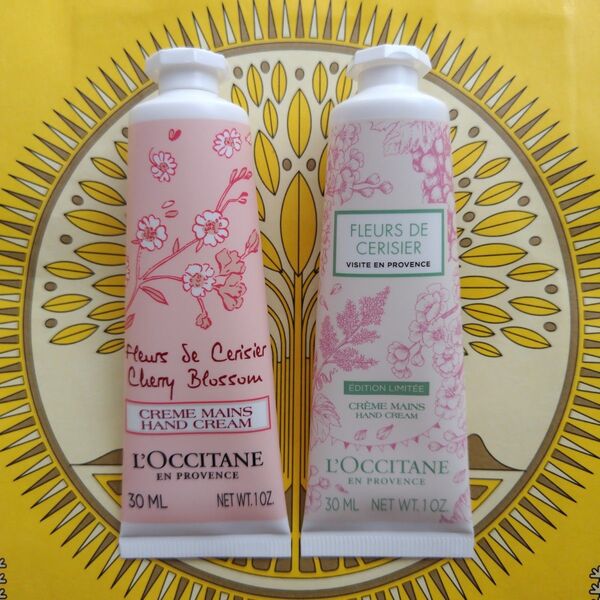 Fleurs de Cerisier
Cherry Blossom
CREME MAINS
HAND CREAM
L'OCCITANE
EN PROVENCE
30 ML NET WT. 1 OZ.
FLEURS DE
CERISIER
VISITE EN PROVENCE
ÉDITION LIMITÉE
CRÈME MAINS
HAND CREAM
L'OCCITANE
EN PROVENCE
30 ML NET WT. 1 OZ.